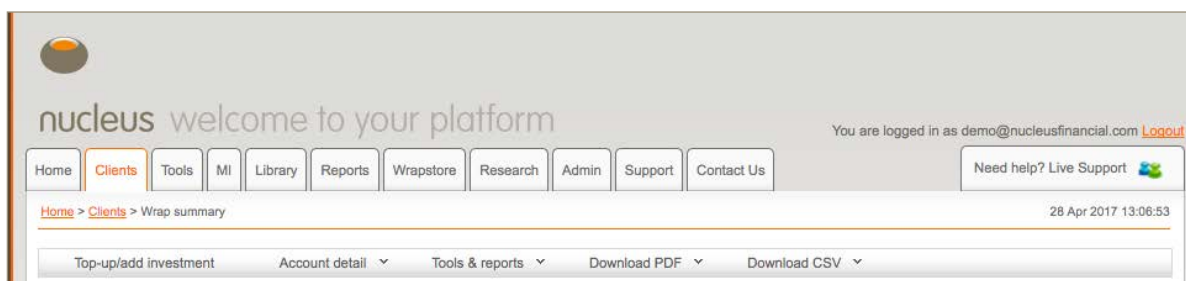 nucleus welcome to your platform
You are logged in as demo@nucleusfinancial.com Logout
Home Clients Tools MI Library Reports Wrapstore Research Admin Support Contact Us Need help? Live Support
Home > Clients > Wrap summary 28 Apr 2017 13:06:53
Top-up/add investment Account detail Tools & reports Download PDF Download CSV